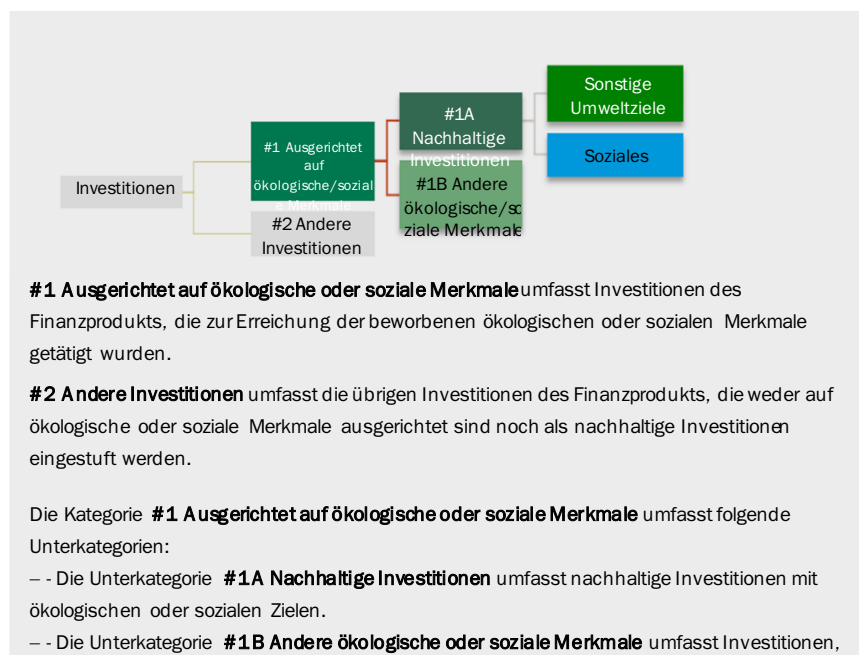 Sonstige
Umweltziele
#1A
Nachhaltige
Investitionen
Soziales
#1 Ausgerichtet
auf
ökologische/sozial
e Merkmale
Investitionen
#1B Andere
ökologische/so
ziale Merkmale
#2 Andere
Investitionen
#1 Ausgerichtet auf ökologische oder soziale Merkmale umfasst Investitionen des
Finanzprodukts, die zur Erreichung der beworbenen ökologischen oder sozialen Merkmale
getätigt wurden.
#2 Andere Investitionen umfasst die übrigen Investitionen des Finanzprodukts, die weder auf
ökologische oder soziale Merkmale ausgerichtet sind noch als nachhaltige Investitionen
eingestuft werden.
Die Kategorie #1 Ausgerichtet auf ökologische oder soziale Merkmale umfasst folgende
Unterkategorien:
– - Die Unterkategorie #1A Nachhaltige Investitionen umfasst nachhaltige Investitionen mit
ökologischen oder sozialen Zielen.
– - Die Unterkategorie #1B Andere ökologische oder soziale Merkmale umfasst Investitionen,